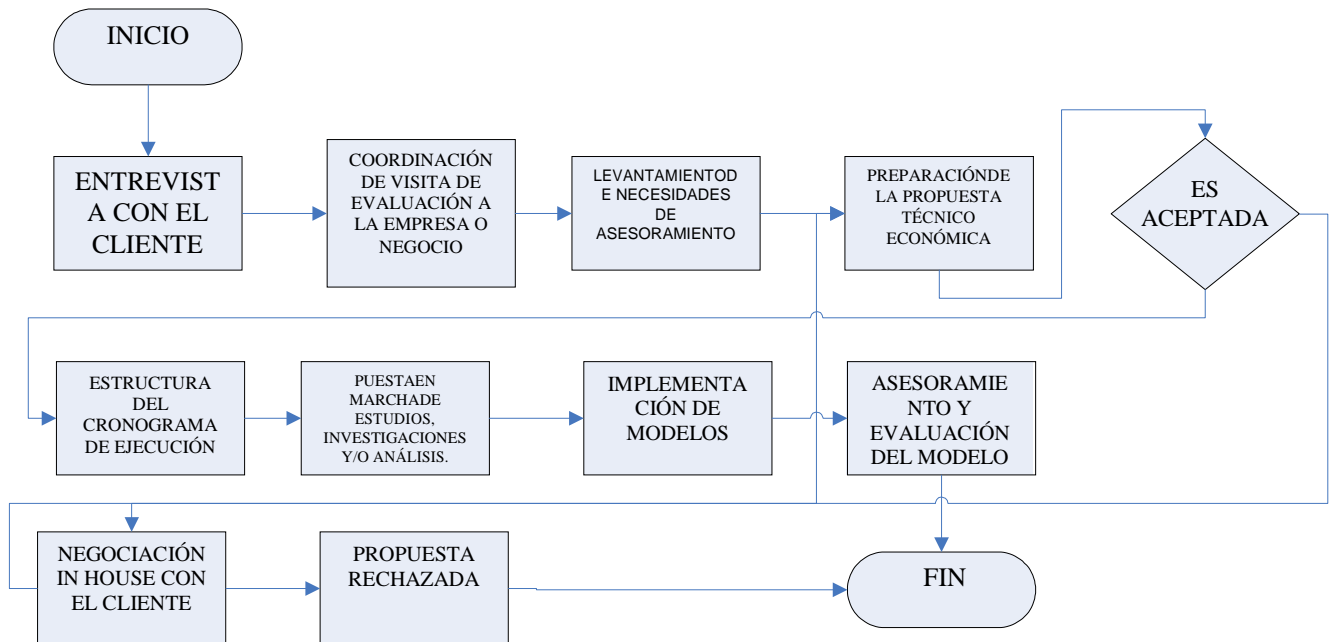 INICIO
ENTREVIST
A CON EL
CLIENTE
COORDINACIÓN
DE VISITA DE
EVALUACIÓN A
LA EMPRESA O
NEGOCIO
LEVANTAMIENTOD
E NECESIDADES
DE
ASESORAMIENTO
PREPARACIÓNDE
LA PROPUESTA
TÉCNICO
ECONÓMICA
ES
ACEPTADA
ESTRUCTURA
DEL
CRONOGRAMA
DE EJECUCIÓN
PUESTAEN
MARCHADE
ESTUDIOS,
INVESTIGACIONES
Y/O ANÁLISIS.
IMPLEMENTA
CIÓN DE
MODELOS
ASESORAMIE
NTO Y
EVALUACIÓN
DEL MODELO
NEGOCIACIÓN
IN HOUSE CON
EL CLIENTE
PROPUESTA
RECHAZADA
FIN